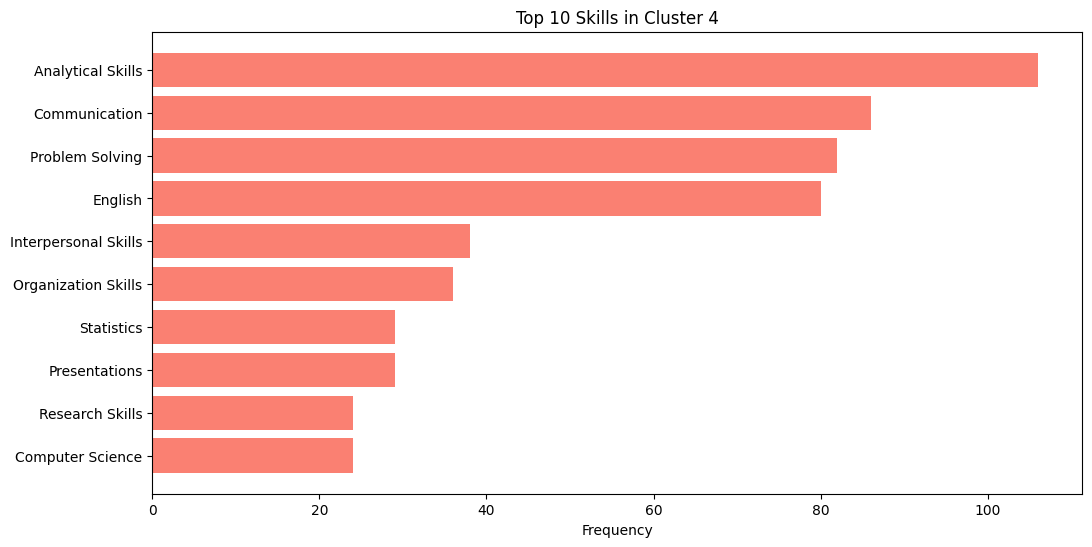 Top 10 Skills in Cluster 4
Analytical Skills
Communication
Problem Solving
English
Interpersonal Skills
Organization Skills
Statistics
Presentations
Research Skills
Computer Science
0 20 40 60 80 100
Frequency